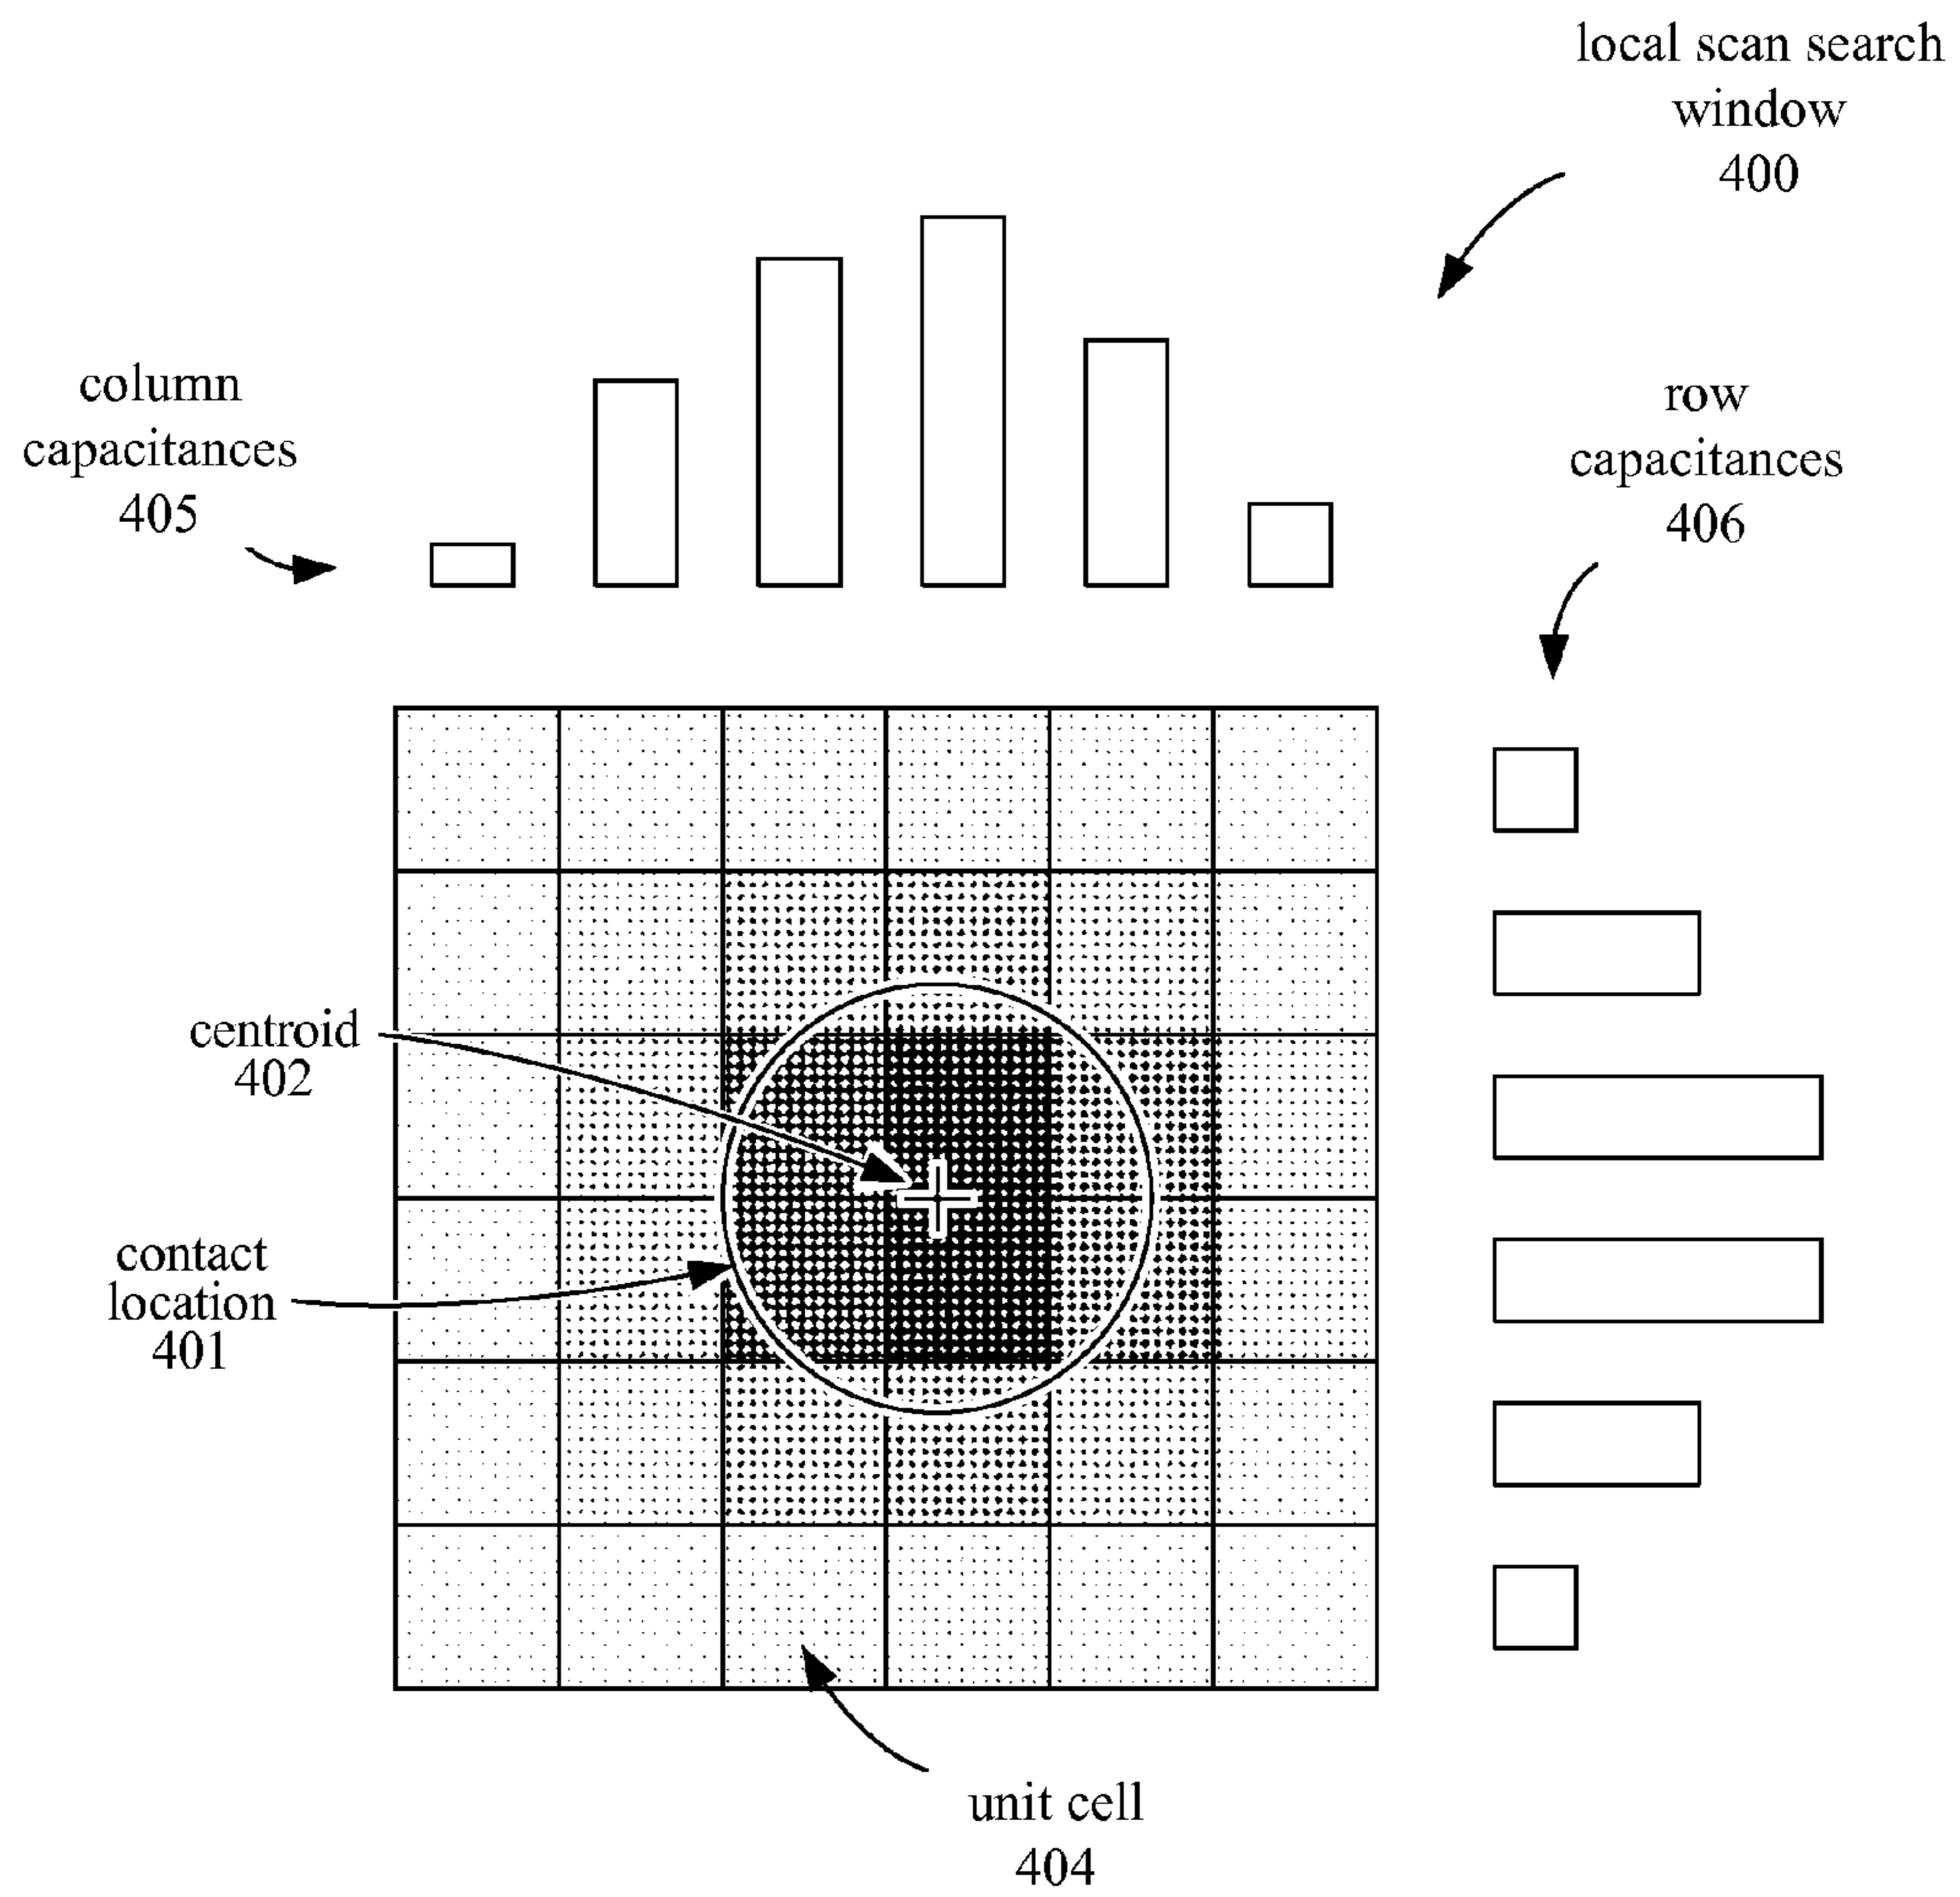 local scan search
window
400
column
capacitances
405
row
capacitances
406
centroid
402
contact
location
401
unit cell
404